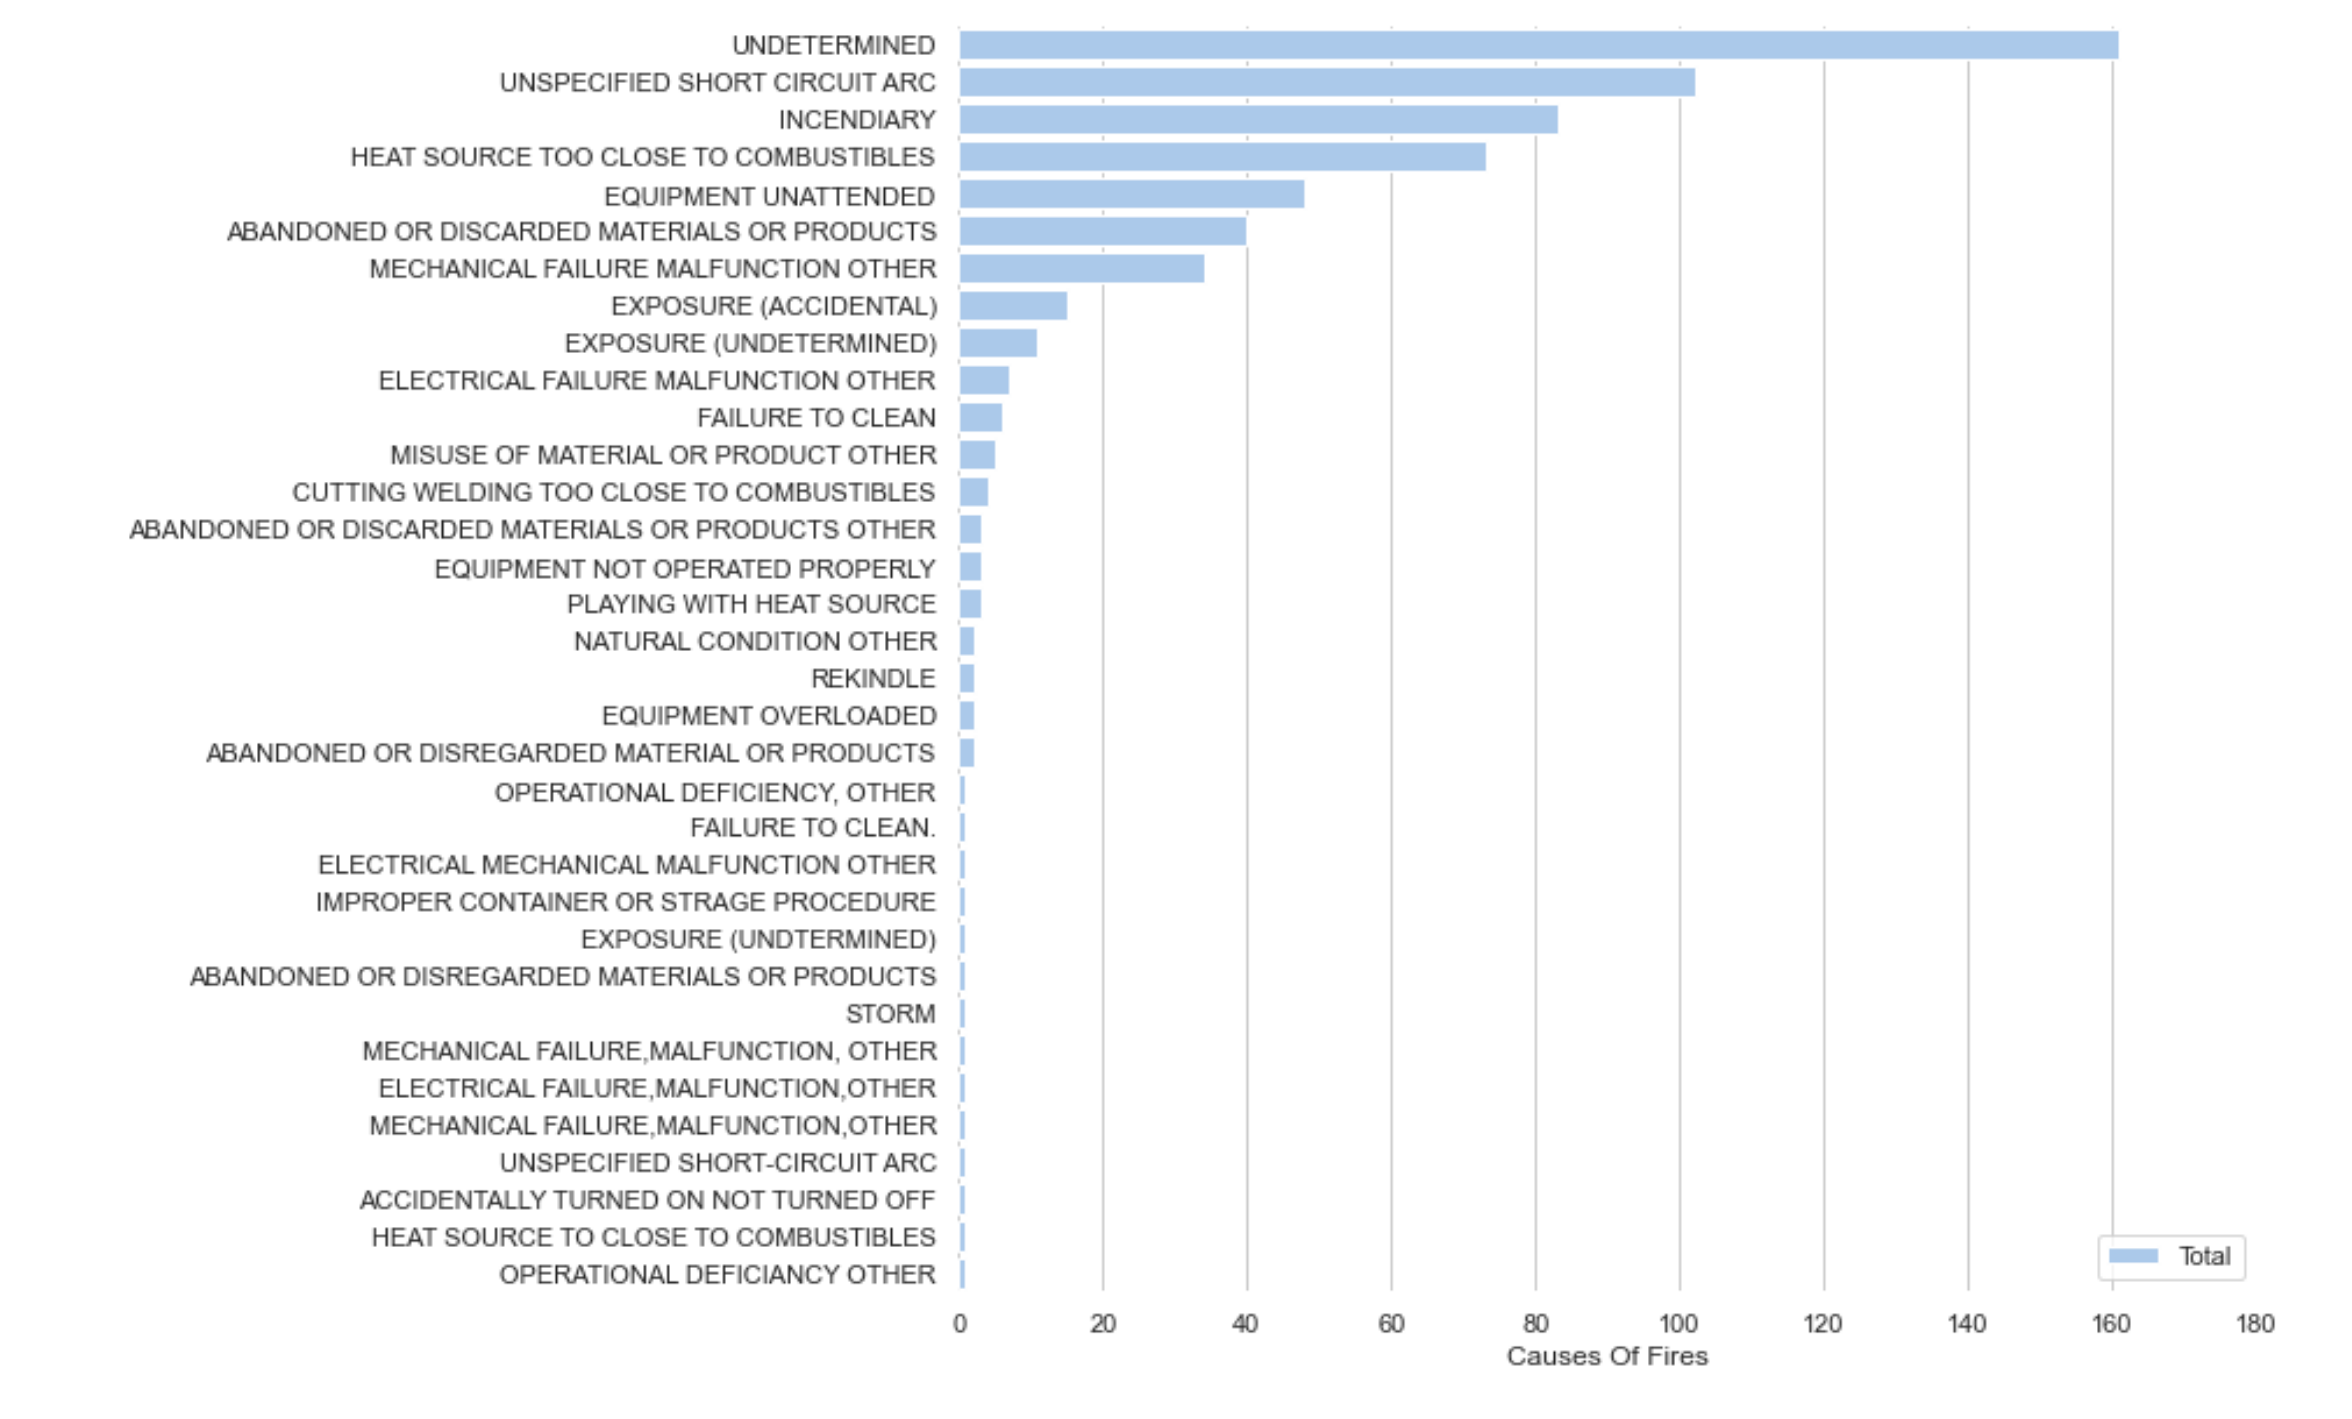 UNDETERMINED
UNSPECIFIED SHORT CIRCUIT ARC
INCENDIARY
HEAT SOURCE TOO CLOSE TO COMBUSTIBLES
EQUIPMENT UNATTENDED
ABANDONED OR DISCARDED MATERIALS OR PRODUCTS
MECHANICAL FAILURE MALFUNCTION OTHER
EXPOSURE (ACCIDENTAL)
EXPOSURE (UNDETERMINED)
ELECTRICAL FAILURE MALFUNCTION OTHER
FAILURE TO CLEAN
MISUSE OF MATERIAL OR PRODUCT OTHER
CUTTING WELDING TOO CLOSE TO COMBUSTIBLES
ABANDONED OR DISCARDED MATERIALS OR PRODUCTS OTHER
EQUIPMENT NOT OPERATED PROPERLY
PLAYING WITH HEAT SOURCE
NATURAL CONDITION OTHER
REKINDLE
EQUIPMENT OVERLOADED
ABANDONED OR DISREGARDED MATERIAL OR PRODUCTS
OPERATIONAL DEFICIENCY, OTHER
FAILURE TO CLEAN.
ELECTRICAL MECHANICAL MALFUNCTION OTHER
IMPROPER CONTAINER OR STRAGE PROCEDURE
EXPOSURE (UNDTERMINED)
ABANDONED OR DISREGARDED MATERIALS OR PRODUCTS
STORM
MECHANICAL FAILURE,MALFUNCTION, OTHER
ELECTRICAL FAILURE,MALFUNCTION,OTHER
MECHANICAL FAILURE,MALFUNCTION,OTHER
UNSPECIFIED SHORT-CIRCUIT ARC
ACCIDENTALLY TURNED ON NOT TURNED OFF
HEAT SOURCE TO CLOSE TO COMBUSTIBLES
OPERATIONAL DEFICIANCY OTHER
Total
0 20 40 60 80 100 120 140 160 180
Causes Of Fires